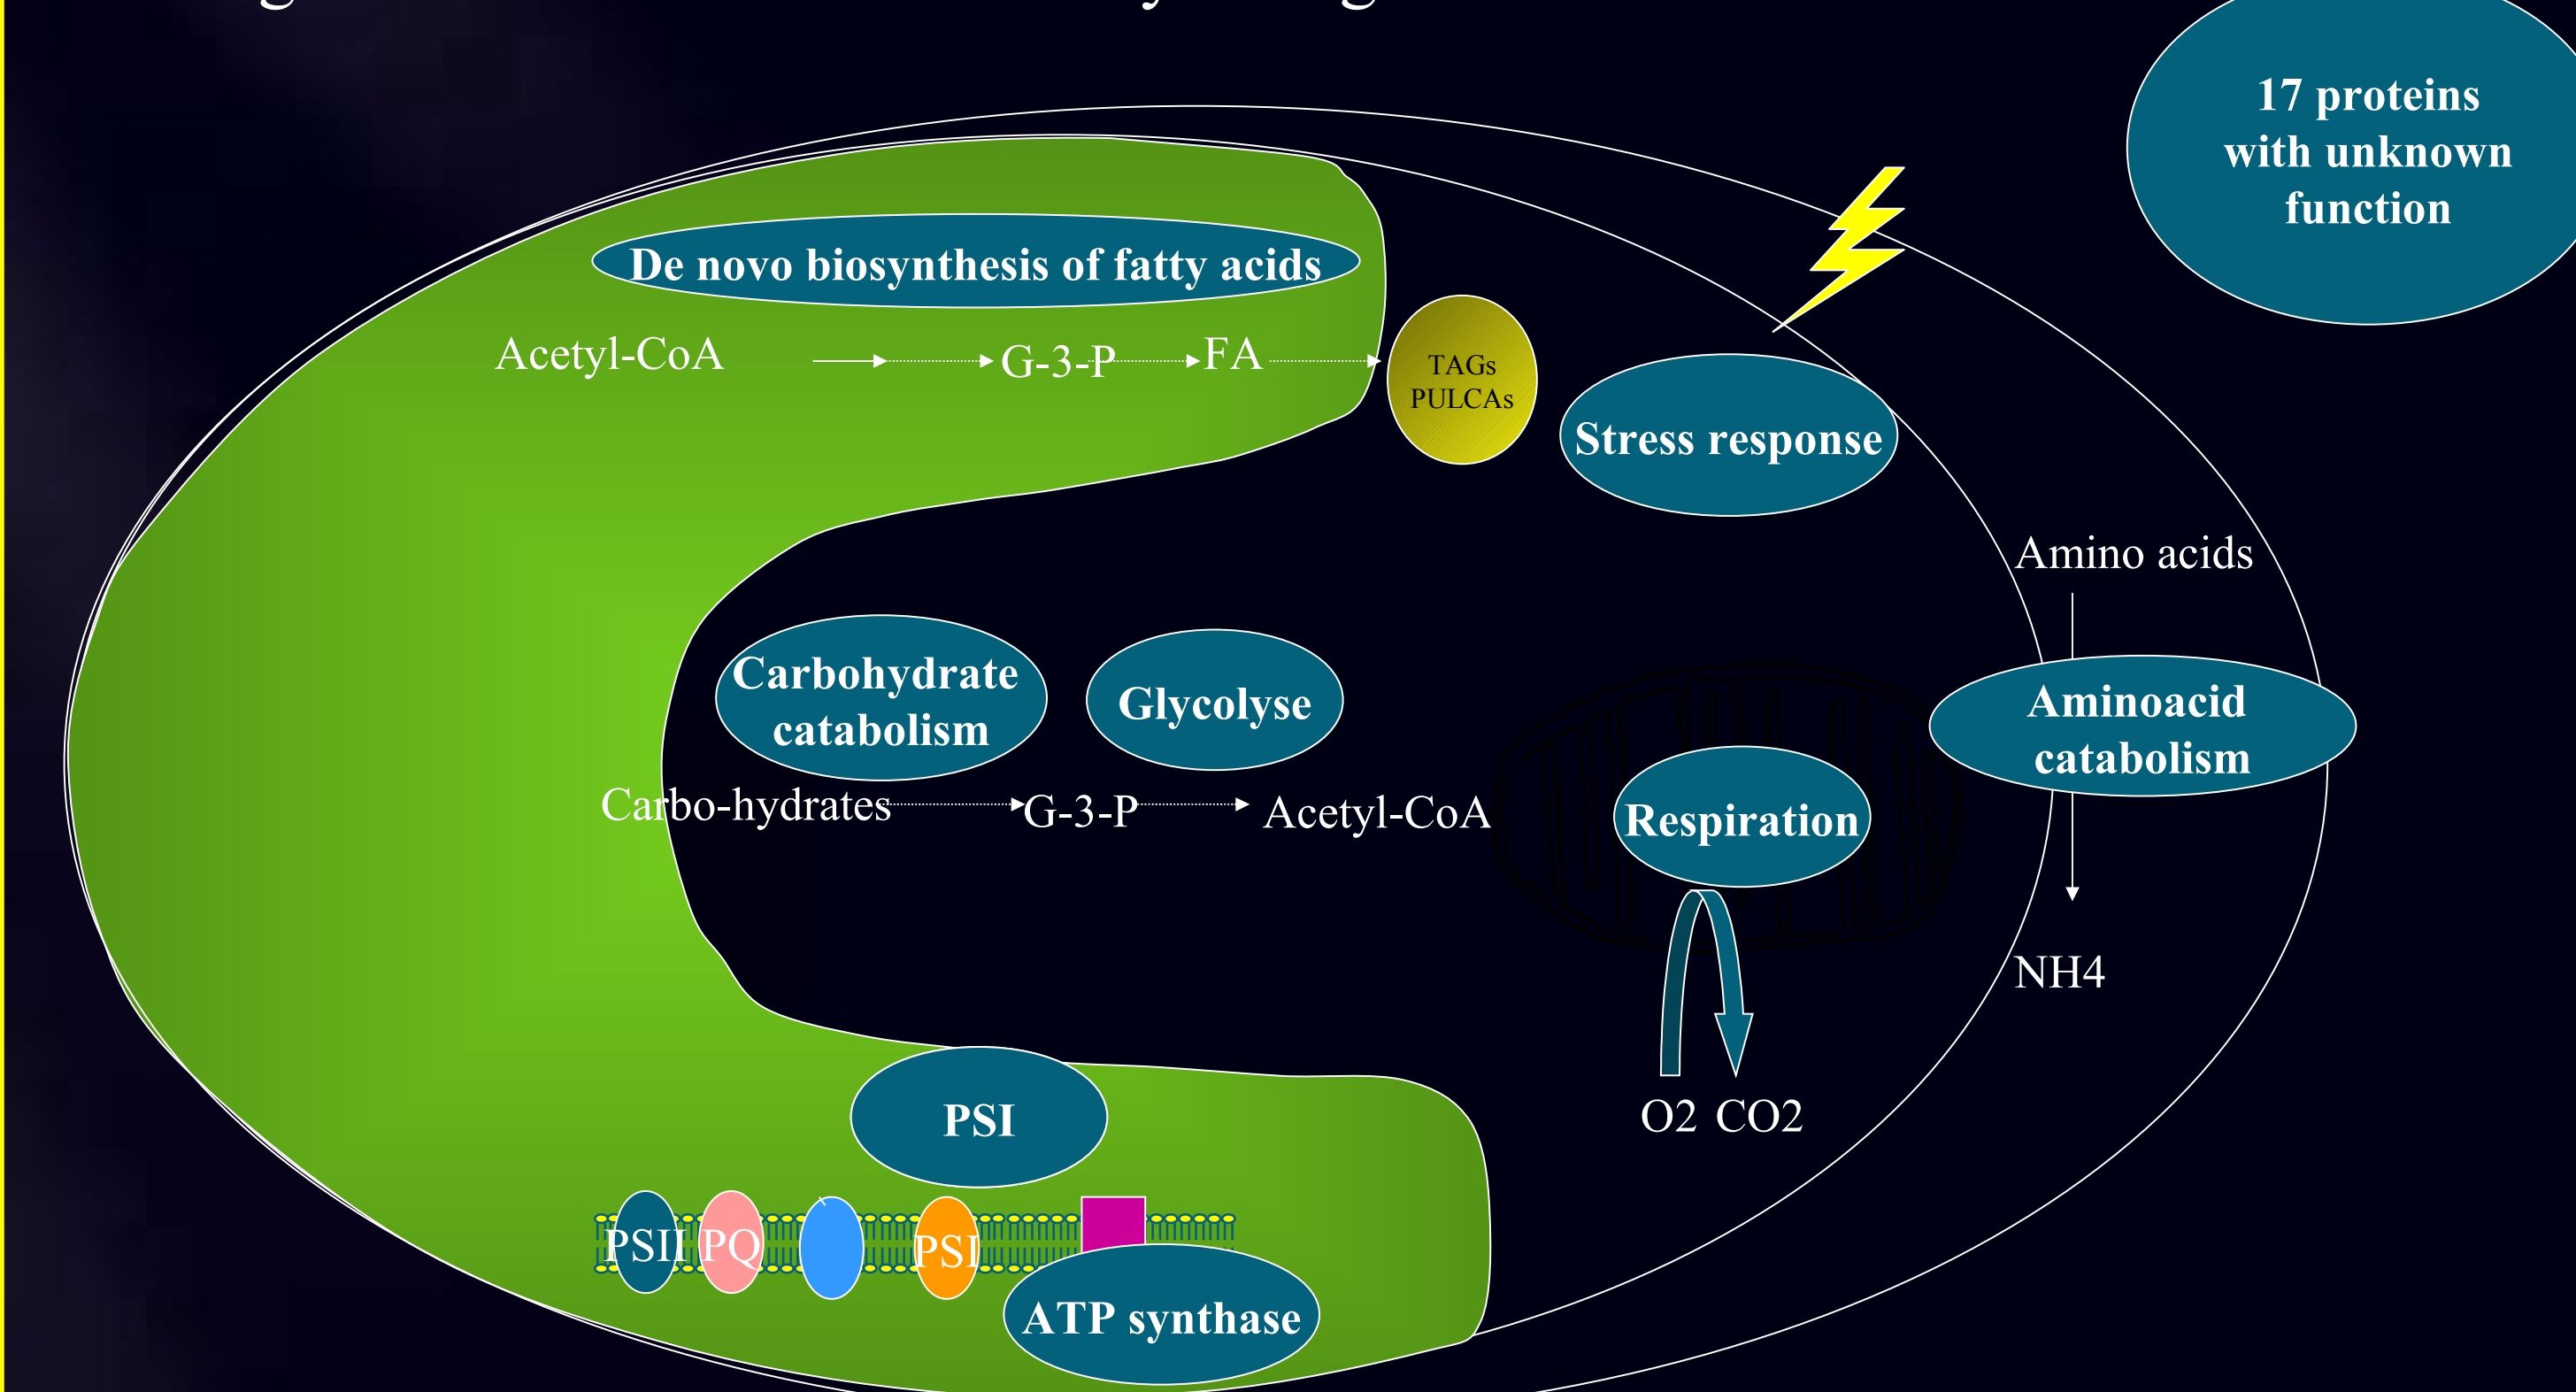 17 proteins
with unknown
function
De novo biosynthesis of fatty acids
Acetyl-CoA
G-3-P
FA
TAGs
PULCAs
Stress response
Amino acids
Carbohydrate
catabolism
Glycolyse
Aminoacid
catabolism
Carbo-hydrates
G-3-P
Acetyl-CoA
Respiration
NH4
O2 CO2
PSI
PSII
PQ
PSI
ATP synthase